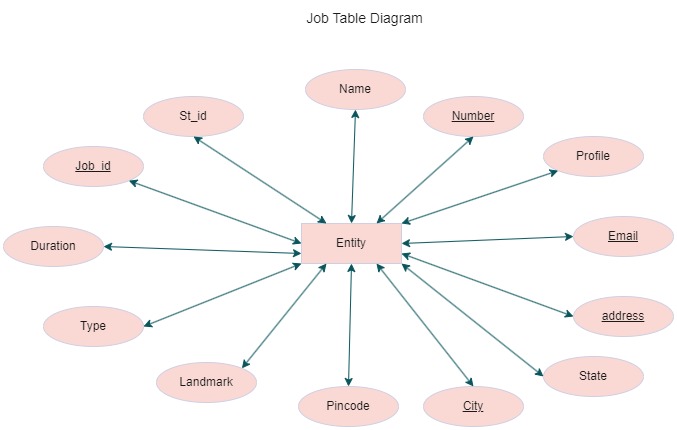 Job Table Diagram
Name
St_id
Number
Profile
Job_id
Email
Entity
Duration
address
Type
State
Landmark
Pincode
City